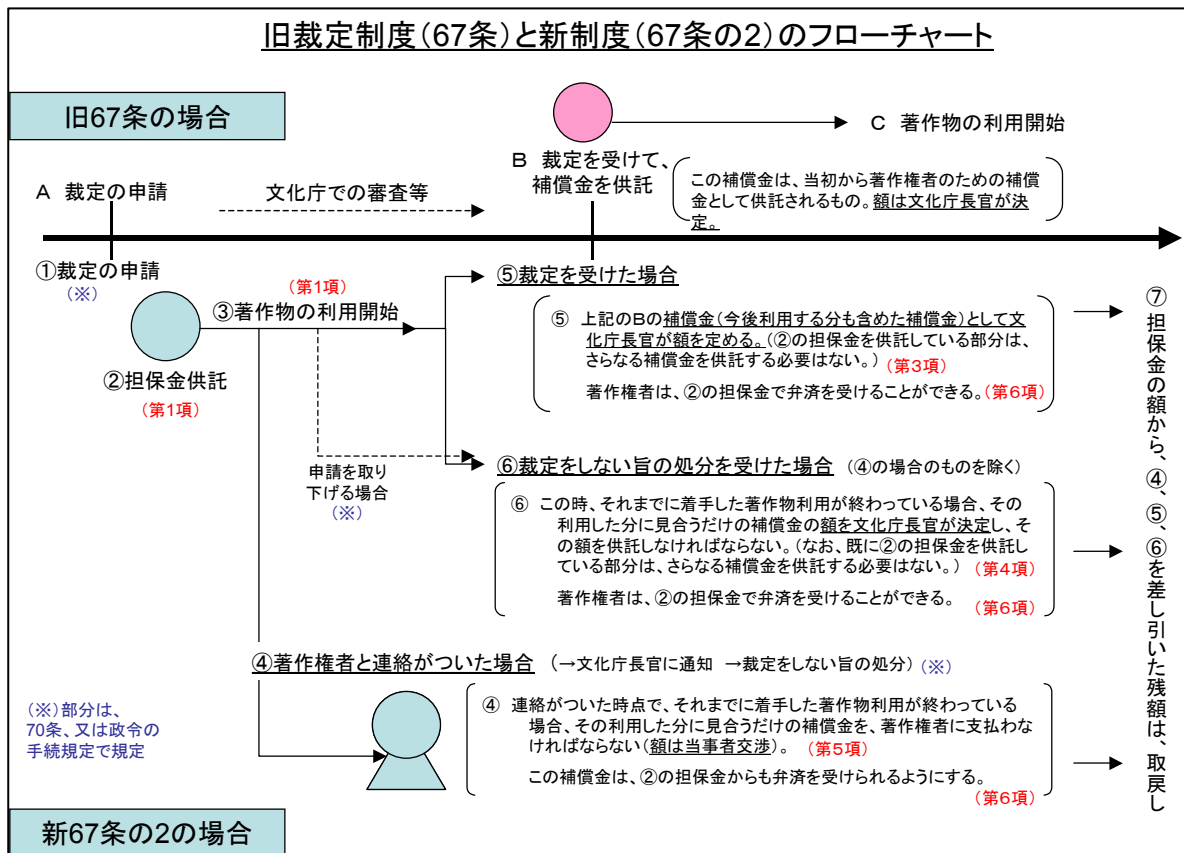 旧裁定制度(67条)と新制度(67条の2)のフローチャート
旧67条の場合
C 著作物の利用開始
B 裁定を受けて、
補償金を供託
この補償金は、当初から著作権者のための補償
金として供託されるもの。額は文化庁長官が決
定。
A 裁定の申請
文化庁での審査等
①裁定の申請
(※)
(第1項)
③著作物の利用開始
②担保金供託
(第1項)
申請を取り
下げる場合
(※)
⑤裁定を受けた場合
⑤ 上記のBの補償金(今後利用する分も含めた補償金)として文
化庁長官が額を定める。(②の担保金を供託している部分は、
さらなる補償金を供託する必要はない。)(第3項)
著作権者は、②の担保金で弁済を受けることができる。(第6項)
⑥裁定をしない旨の処分を受けた場合 (④の場合のものを除く)
⑥ この時、それまでに着手した著作物利用が終わっている場合、その
利用した分に見合うだけの補償金の額を文化庁長官が決定し、そ
の額を供託しなければならない。(なお、既に②の担保金を供託し
ている部分は、さらなる補償金を供託する必要はない。)(第4項)
著作権者は、②の担保金で弁済を受けることができる。(第6項)
④著作権者と連絡がついた場合 (→文化庁長官に通知 →裁定をしない旨の処分)(※)
④ 連絡がついた時点で、それまでに着手した著作物利用が終わっている
場合、その利用した分に見合うだけの補償金を、著作権者に支払わな
ければならない(額は当事者交渉)。(第5項)
この補償金は、②の担保金からも弁済を受けられるようにする。
(第6項)
⑦担保金の額から、④、⑤、⑥を差し引いた残額は、取戻し
(※)部分は、
70条、又は政令の
手続規定で規定
新67条の2の場合